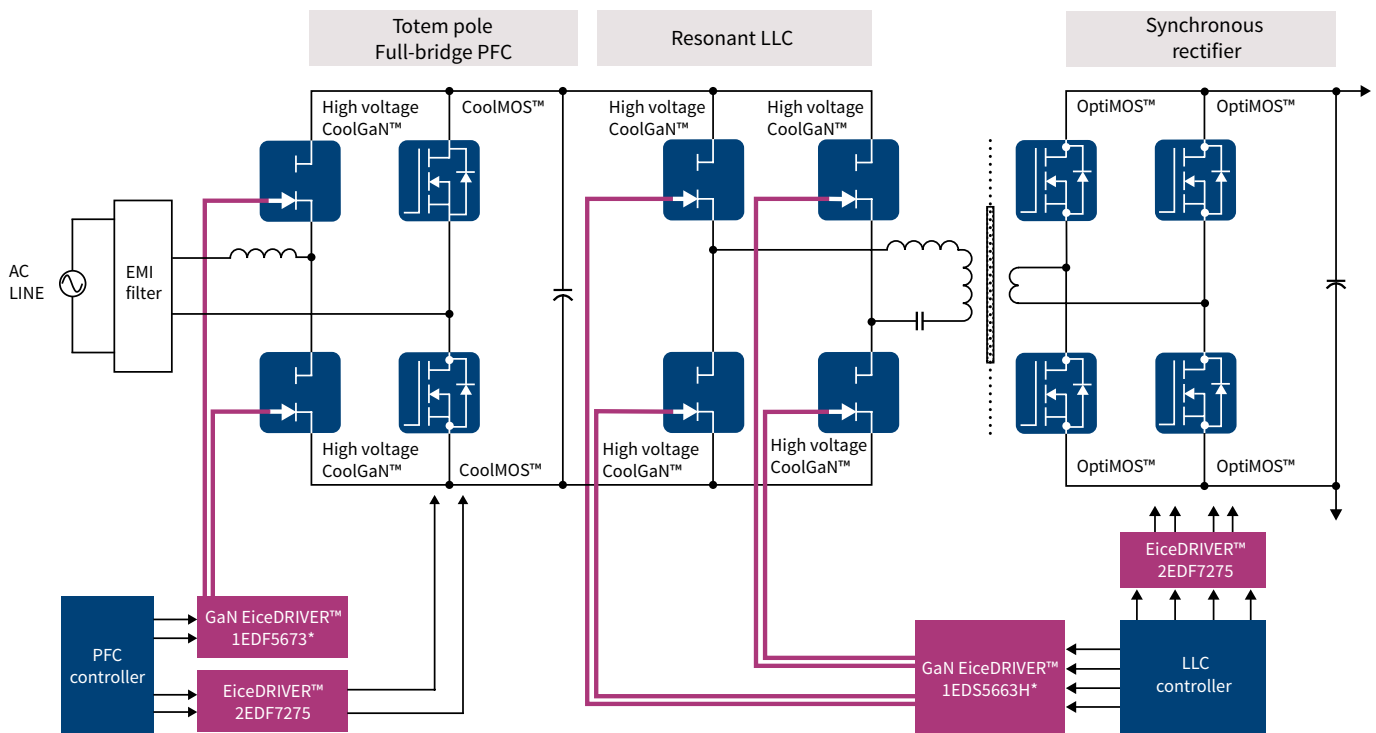 Totem pole
Full-bridge PFC
Resonant LLC
Synchronous
rectifier
High voltage
CoolGaN™
CoolMOS™
High voltage
CoolGaN™
High voltage
CoolGaN™
OptiMOS™
OptiMOS™
AC
LINE
EMI
filter
High voltage
CoolGaN™
CoolMOS™
High voltage
CoolGaN™
High voltage
CoolGaN™
OptiMOS™
OptiMOS™
EiceDRIVER™
2EDF7275
PFC
controller
GaN EiceDRIVER™
1EDF5673*
EiceDRIVER™
2EDF7275
GaN EiceDRIVER™
1EDS5663H*
LLC
controller